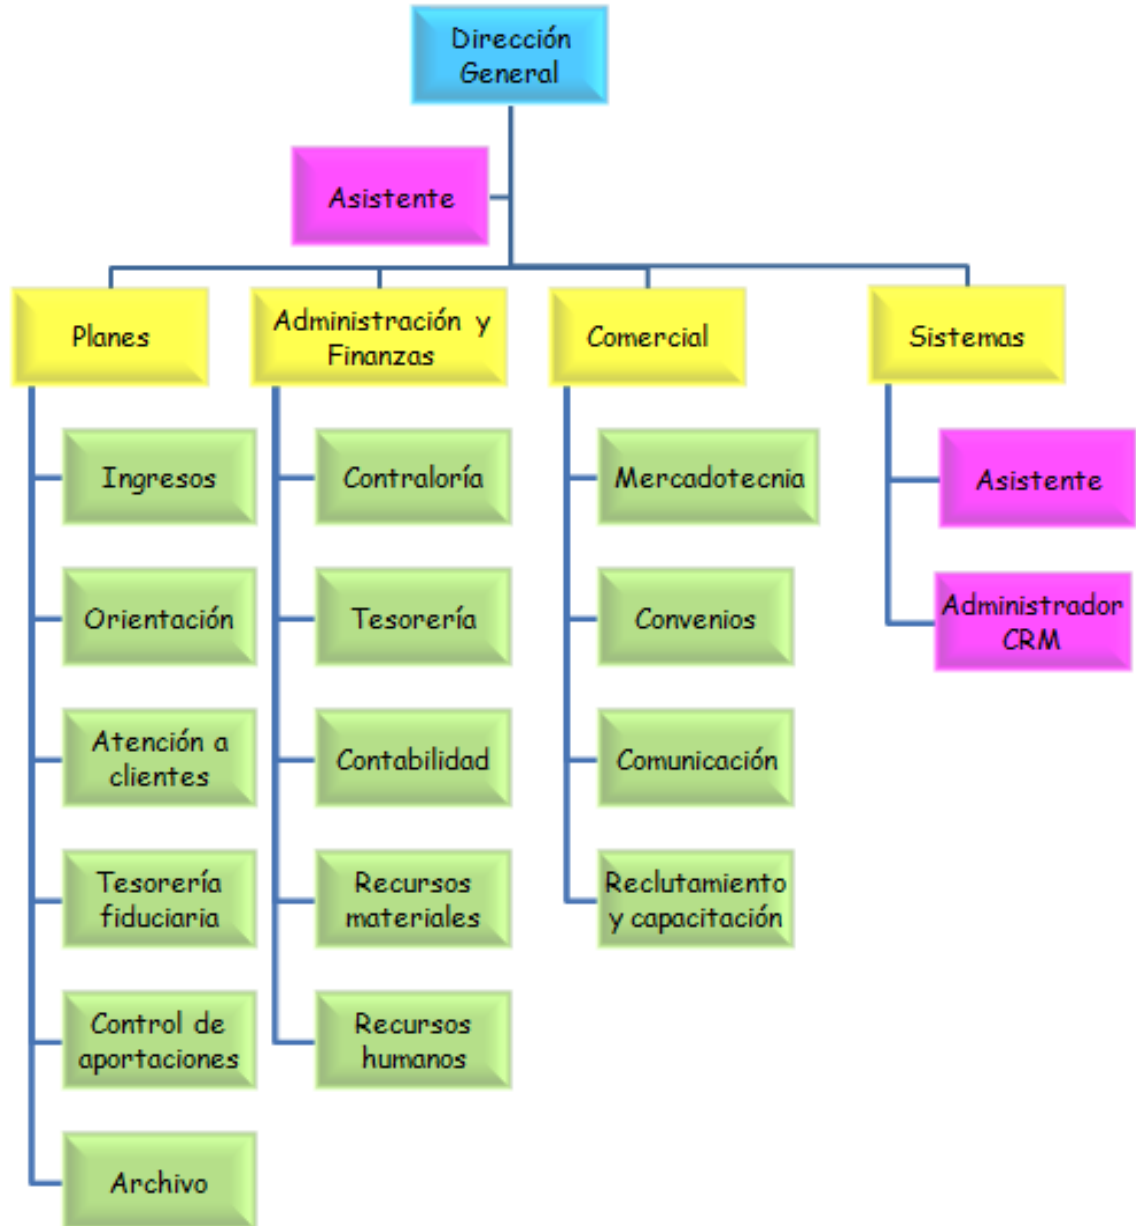 Dirección
General
Asistente
Planes
Administración y
Finanzas
Comercial
Sistemas
Ingresos
Contraloría
Mercadotecnia
Asistente
Orientación
Tesorería
Convenios
Administrador
CRM
Atención a
clientes
Contabilidad
Comunicación
Tesorería
fiduciaria
Recursos
materiales
Reclutamiento
y capacitación
Control de
aportaciones
Recursos
humanos
Archivo